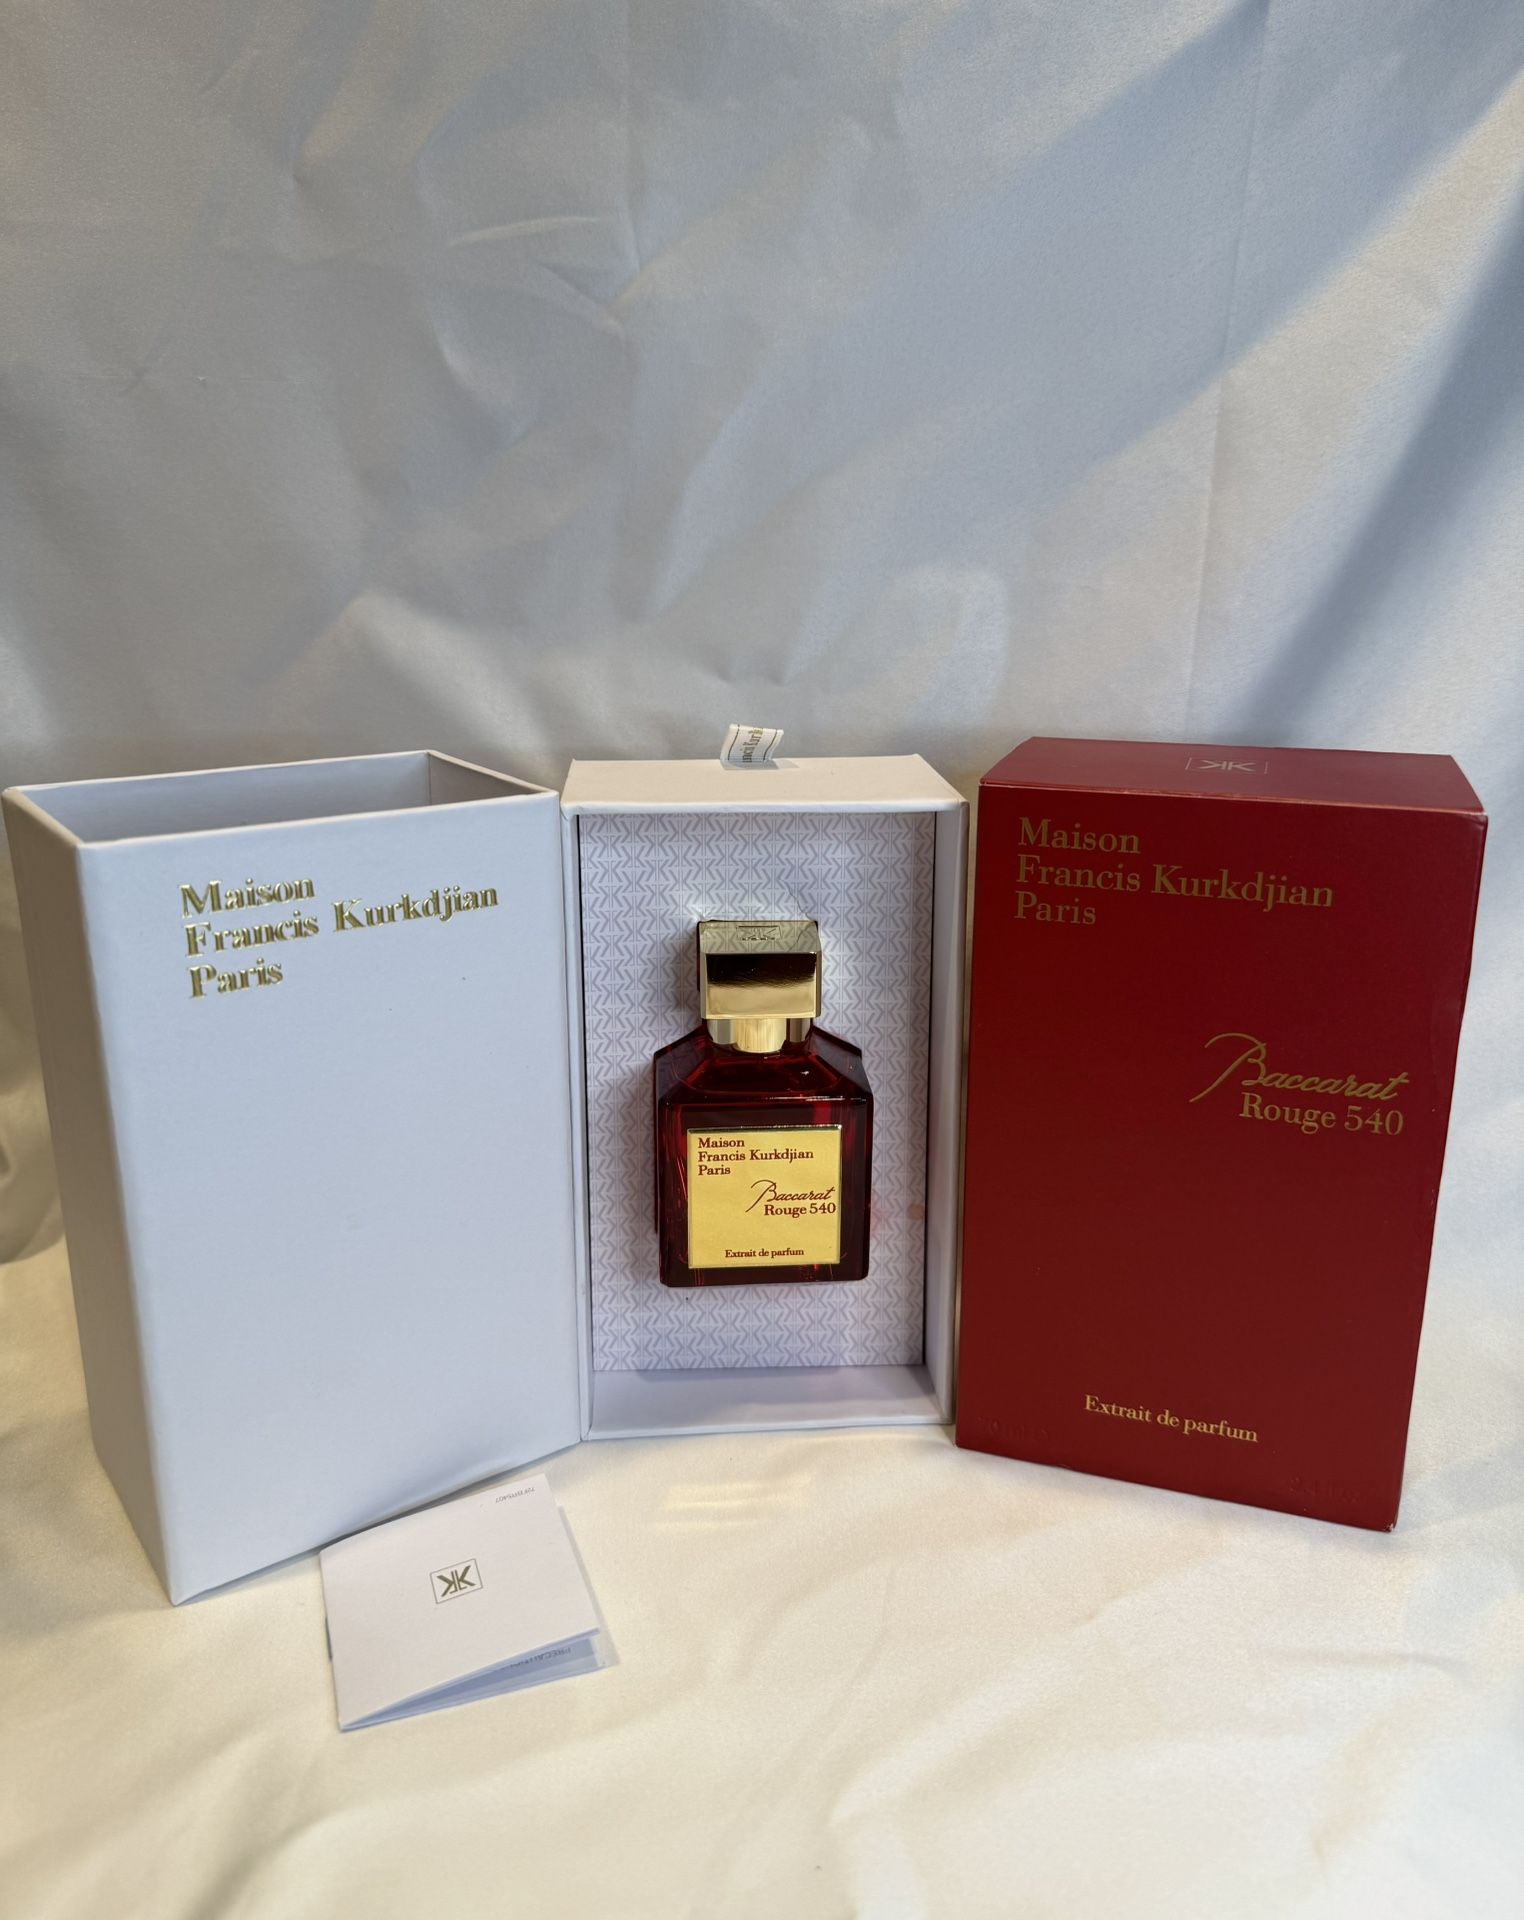 Maison
Francis Kurkdjian
Paris
Maison
Francis Kurkdjian
Paris
Baccarat
Rouge 540
Extrait de parfum
Maison
Francis Kurkdjian
Paris
Baccarat
Rouge 540
Extrait de parfum